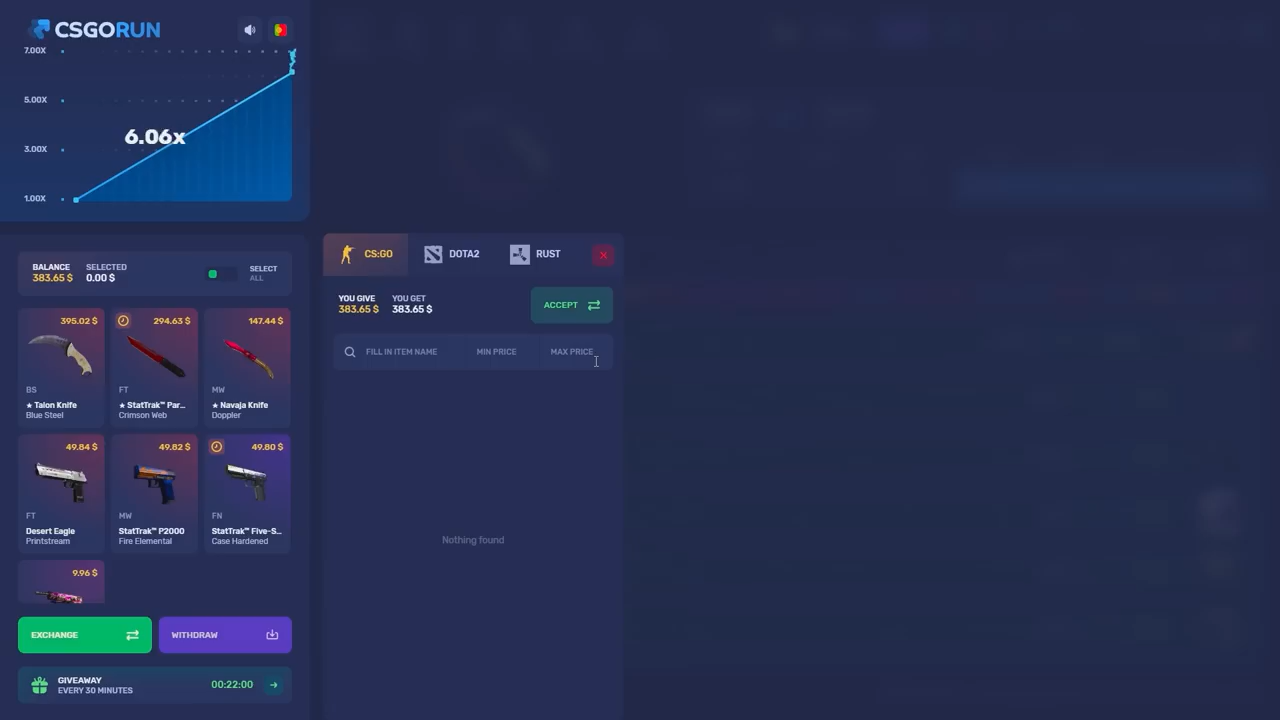 CSGORUN
7.00X
5.00X
3.00X
1.00X
6.06x
BALANCE
383.65 $
SELECTED
0.00 $
SELECT
ALL
395.02 $
BS
★ Talon Knife
Blue Steel
294.63 $
FT
★ StatTrak™ Par...
Crimson Web
147.44 $
MW
★ Navaja Knife
Doppler
49.84 $
FT
Desert Eagle
Printstream
49.82 $
MW
StatTrak™ P2000
Fire Elemental
49.80 $
FN
StatTrak™ Five-S...
Case Hardened
9.96 $
EXCHANGE
WITHDRAW
GIVEAWAY
EVERY 30 MINUTES
00:22:00
CS:GO
DOTA2
RUST
YOU GIVE
383.65 $
YOU GET
383.65 $
ACCEPT
FILL IN ITEM NAME
MIN PRICE
MAX PRICE
Nothing found